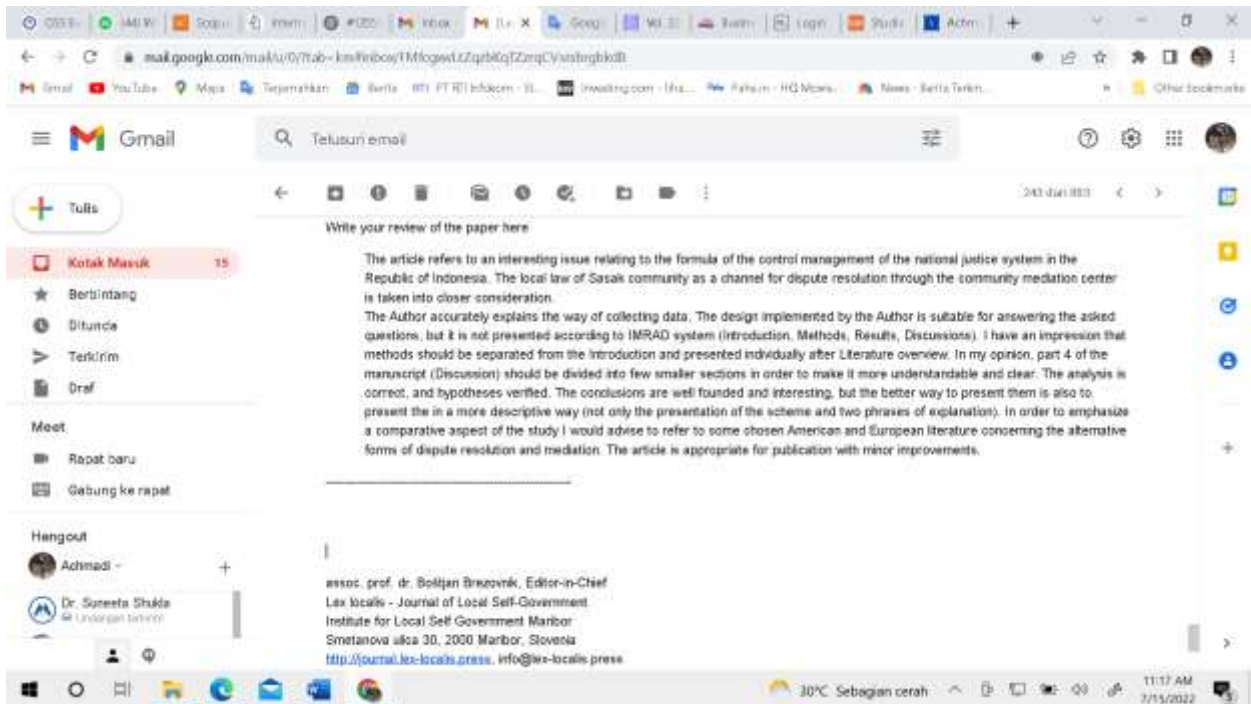 Inbox
Login
mail.google.com
Gmail
YouTube
Maps
Terjemahkan
Berita
Other bookmarks
Gmail
Telusuri email
Tulis
Write your review of the paper here
The article refers to an interesting issue relating to the formula of the control management of the national justice system in the
Kotak Masuk 15
Republic of Indonesia. The local law of Sasak community as a channel for dispute resolution through the community mediation center
is taken into closer consideration.
Berbintang
The Author accurately explains the way of collecting data. The design implemented by the Author is suitable for answering the asked
Ditunda
questions, but it is not presented according to IMRAD system (Introduction, Methods, Results, Discussions). I have an impression that
Terkirim
methods should be separated from the Introduction and presented individually after Literature overview. In my opinion, part 4 of the
manuscript (Discussion) should be divided into few smaller sections in order to make it more understandable and clear. The analysis is
Draf
correct, and hypotheses verified. The conclusions are well founded and interesting, but the better way to present them is also to
present the in a more descriptive way (not only the presentation of the scheme and two phrases of explanation). In order to emphasize
Meet
a comparative aspect of the study I would advise to refer to some chosen American and European literature concerning the alternative
forms of dispute resolution and mediation. The article is appropriate for publication with minor improvements.
Rapat baru
Gabung ke rapat
Hangout
Achmadi
assoc. prof. dr. Boštjan Brezovnik, Editor-in-Chief
Lex localis - Journal of Local Self-Government
Dr. Suneeta Shukla
Institute for Local Self Government Maribor
Smetanova ulica 30, 2000 Maribor, Slovenia
http://journal.lex-localis.press, info@lex-localis.press
30°C Sebagian cerah
11:17 AM
7/15/2022